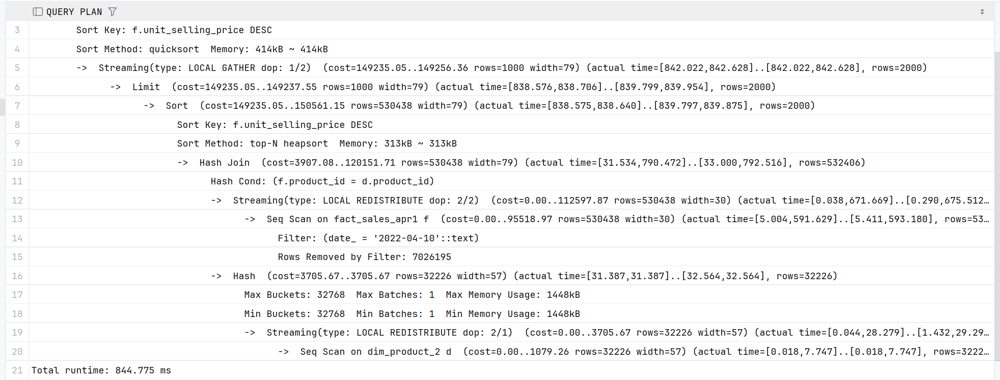 QUERY PLAN
3 Sort Key: f.unit_selling_price DESC
4 Sort Method: quicksort  Memory: 414kB ~ 414kB
5 ->  Streaming(type: LOCAL GATHER dop: 1/2)  (cost=149235.05..149256.36 rows=1000 width=79) (actual time=[842.022,842.628]..[842.022,842.628], rows=2000)
6 ->  Limit  (cost=149235.05..149237.55 rows=1000 width=79) (actual time=[838.576,838.706]..[839.799,839.954], rows=2000)
7 ->  Sort  (cost=149235.05..150561.15 rows=530438 width=79) (actual time=[838.575,838.640]..[839.797,839.875], rows=2000)
8 Sort Key: f.unit_selling_price DESC
9 Sort Method: top-N heapsort  Memory: 313kB ~ 313kB
10 ->  Hash Join  (cost=3907.08..120151.71 rows=530438 width=79) (actual time=[31.534,790.472]..[33.000,792.516], rows=532406)
11 Hash Cond: (f.product_id = d.product_id)
12 ->  Streaming(type: LOCAL REDISTRIBUTE dop: 2/2)  (cost=0.00..112597.87 rows=530438 width=30) (actual time=[0.038,671.669]..[0.290,675.512…
13 ->  Seq Scan on fact_sales_apr1 f  (cost=0.00..95518.97 rows=530438 width=30) (actual time=[5.004,591.629]..[5.411,593.180], rows=53…
14 Filter: (date_ = '2022-04-10'::text)
15 Rows Removed by Filter: 7026195
16 ->  Hash  (cost=3705.67..3705.67 rows=32226 width=57) (actual time=[31.387,31.387]..[32.564,32.564], rows=32226)
17 Max Buckets: 32768  Max Batches: 1  Max Memory Usage: 1448kB
18 Min Buckets: 32768  Min Batches: 1  Min Memory Usage: 1448kB
19 ->  Streaming(type: LOCAL REDISTRIBUTE dop: 2/1)  (cost=0.00..3705.67 rows=32226 width=57) (actual time=[0.044,28.279]..[1.432,29.29…
20 ->  Seq Scan on dim_product_2 d  (cost=0.00..1079.26 rows=32226 width=57) (actual time=[0.018,7.747]..[0.018,7.747], rows=3222…
21 Total runtime: 844.775 ms